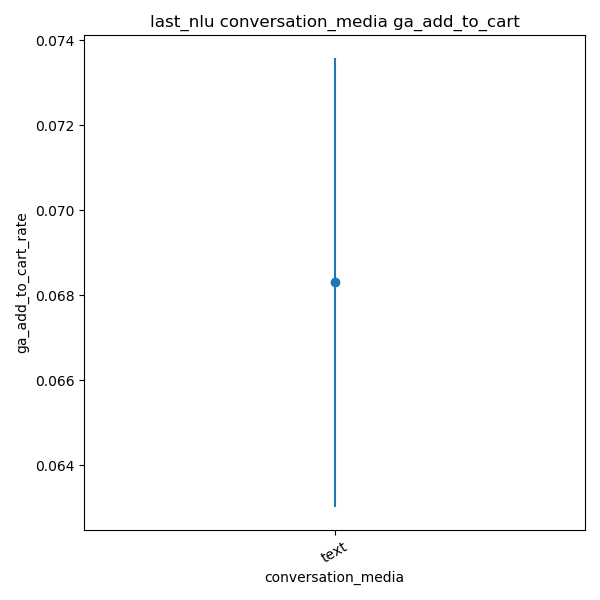 last_nlu conversation_media ga_add_to_cart
0.074
0.072
0.070
0.068
0.066
0.064
ga_add_to_cart_rate
text
conversation_media